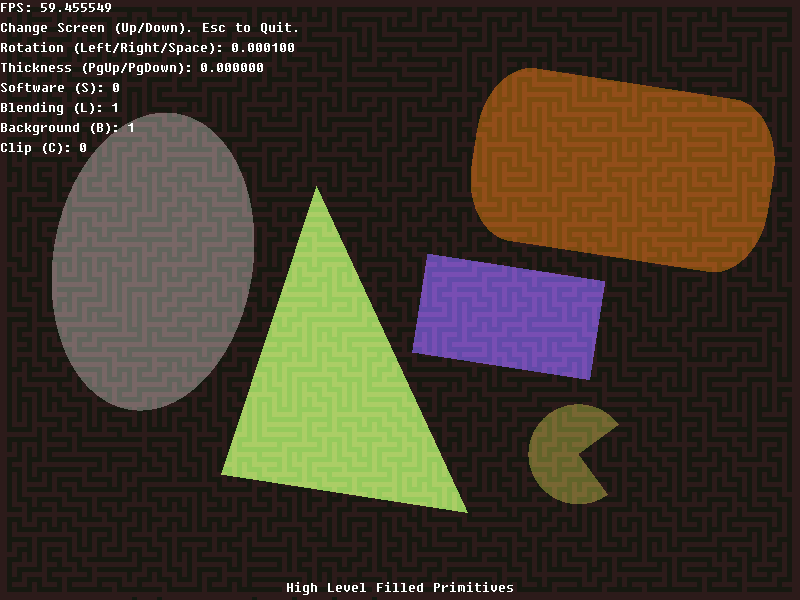 FPS: 59.455549
Change Screen (Up/Down). Esc to Quit.
Rotation (Left/Right/Space): 0.000100
Thickness (PgUp/PgDown): 0.000000
Software (S): 0
Blending (L): 1
Background (B): 1
Clip (C): 0
High Level Filled Primitives